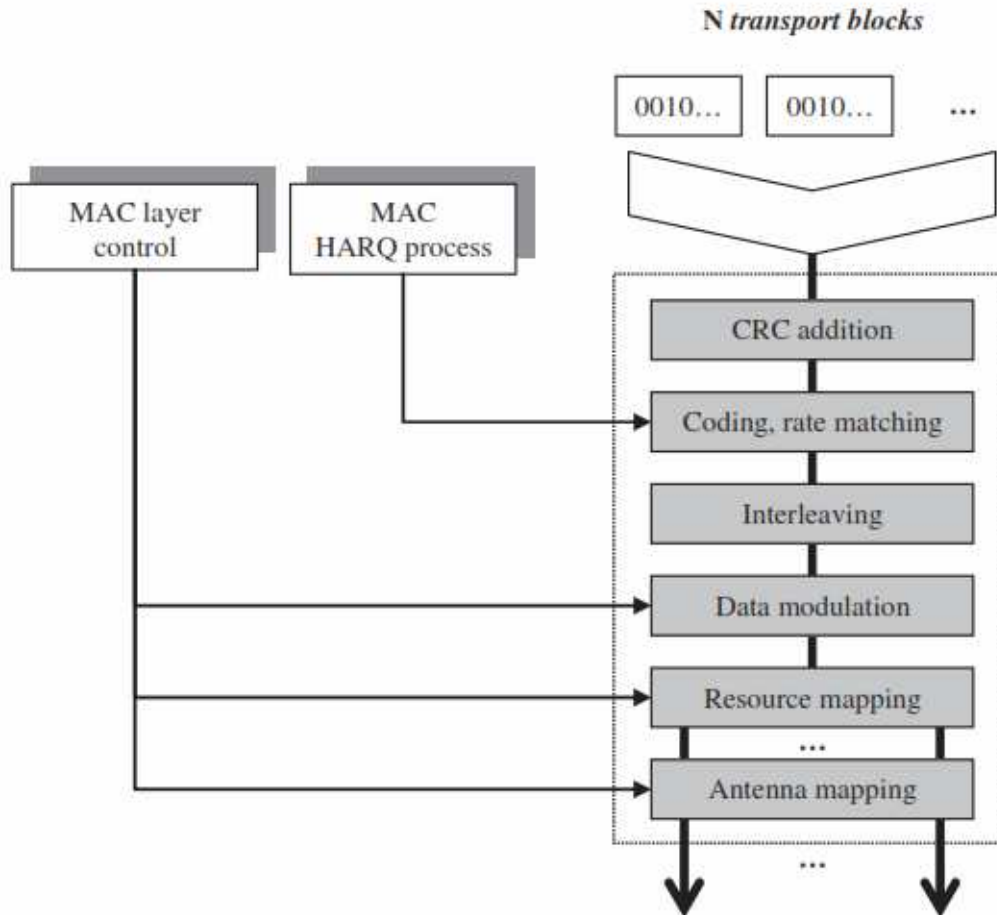 N transport blocks
0010...
0010...
...
MAC layer
control
MAC
HARQ process
CRC addition
Coding, rate matching
Interleaving
Data modulation
Resource mapping
...
Antenna mapping
...